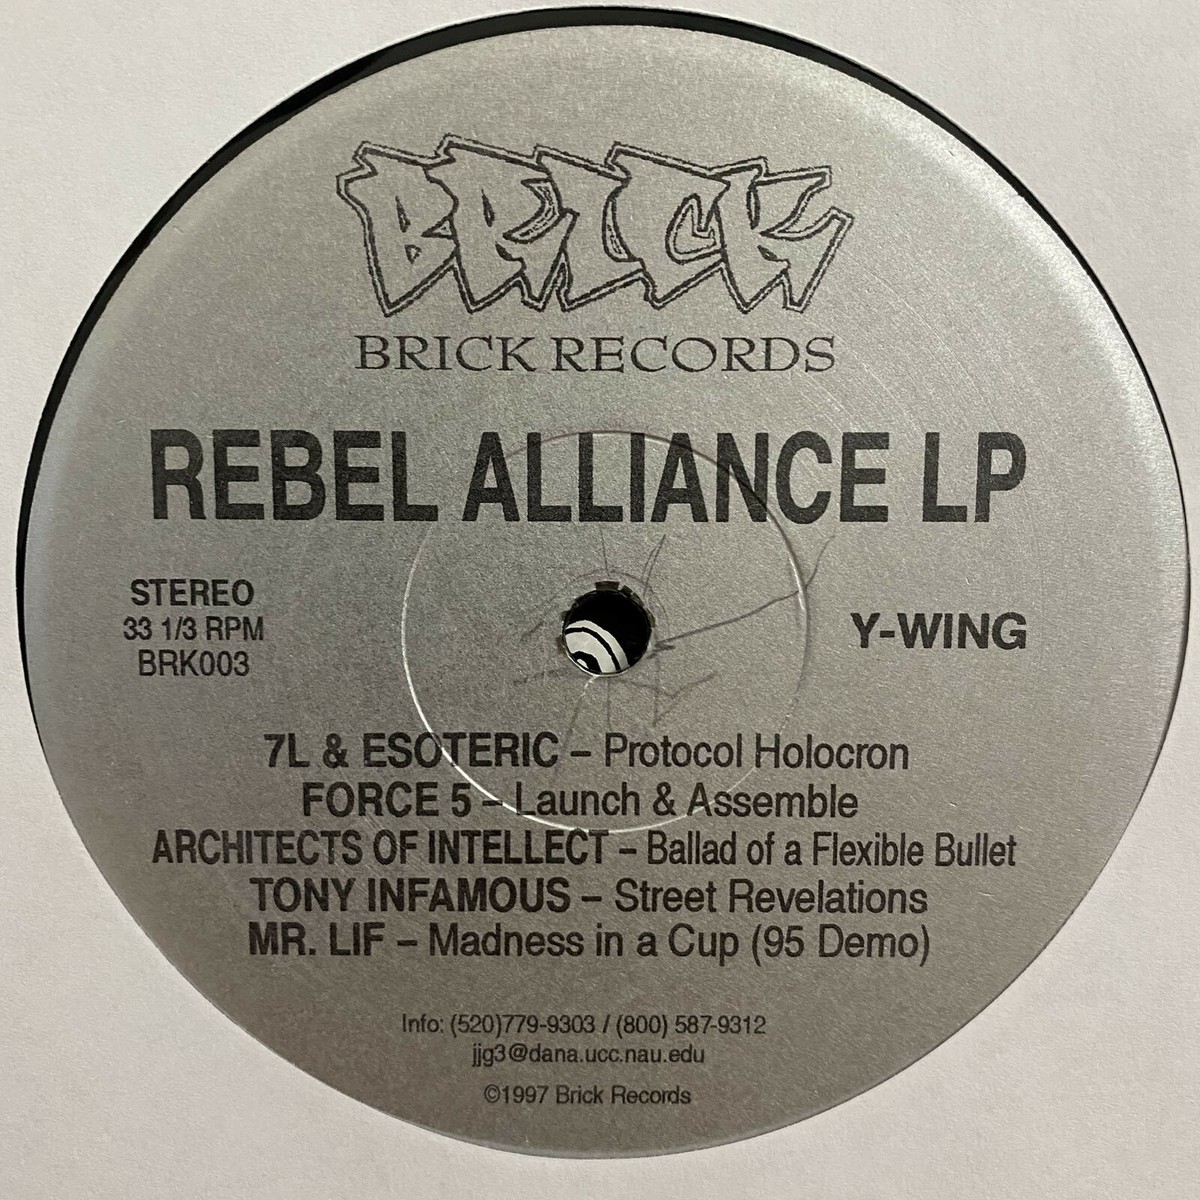 BRICK
BRICK RECORDS
REBEL ALLIANCE LP
STEREO
33 1/3 RPM
BRK003
Y-WING
7L & ESOTERIC – Protocol Holocron
FORCE 5 – Launch & Assemble
ARCHITECTS OF INTELLECT – Ballad of a Flexible Bullet
TONY INFAMOUS – Street Revelations
MR. LIF – Madness in a Cup (95 Demo)
Info: (520)779-9303 / (800) 587-9312
jjg3@dana.ucc.nau.edu
©1997 Brick Records